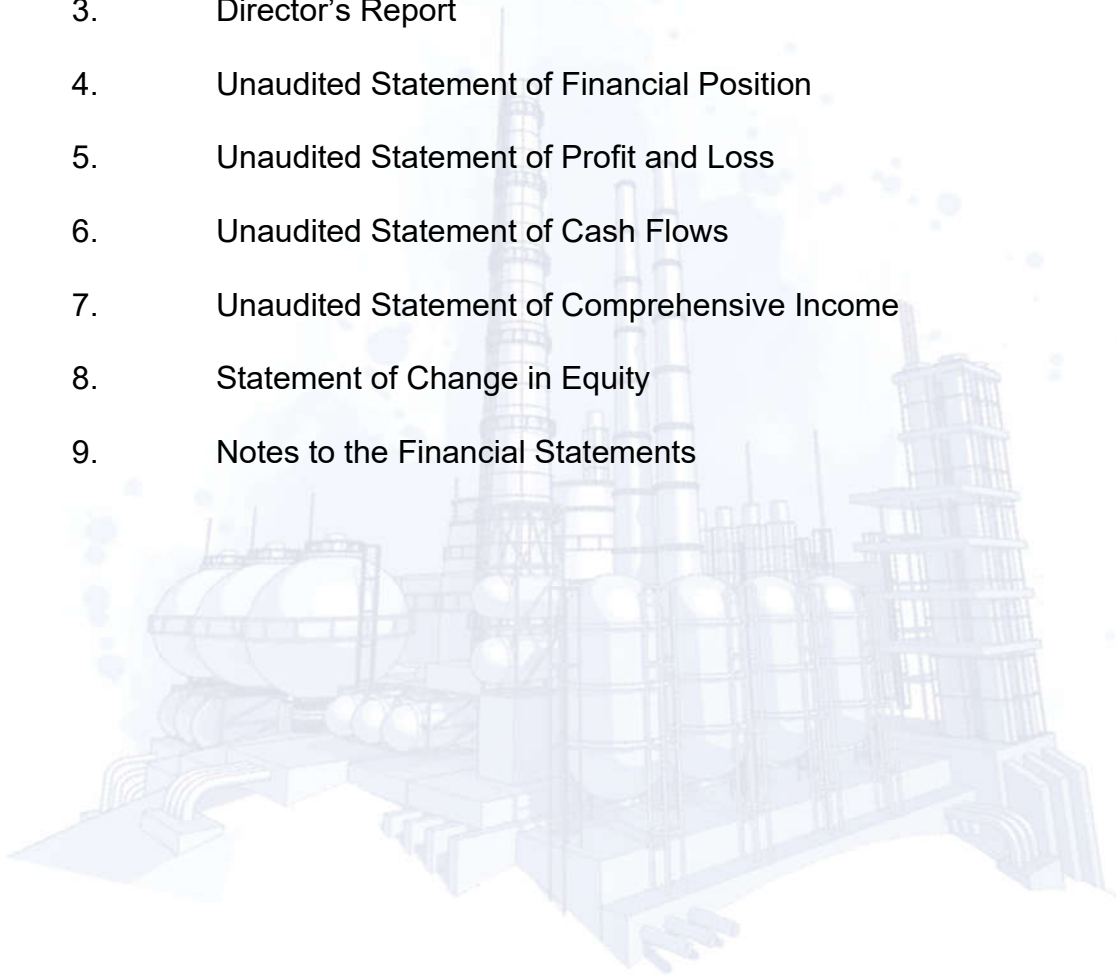 3. Director’s Report
4. Unaudited Statement of Financial Position
5. Unaudited Statement of Profit and Loss
6. Unaudited Statement of Cash Flows
7. Unaudited Statement of Comprehensive Income
8. Statement of Change in Equity
9. Notes to the Financial Statements